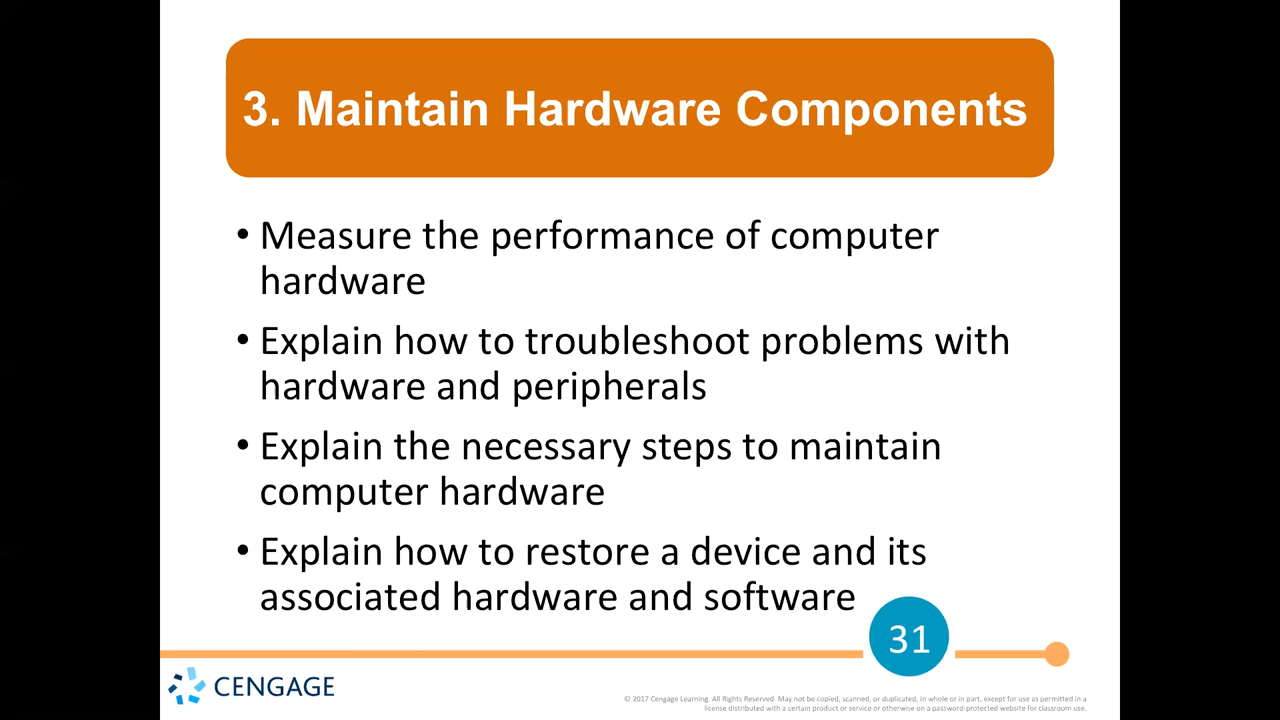 3. Maintain Hardware Components
• Measure the performance of computer
hardware
• Explain how to troubleshoot problems with
hardware and peripherals
• Explain the necessary steps to maintain
computer hardware
• Explain how to restore a device and its
associated hardware and software
31
CENGAGE
© 2017 Cengage Learning. All Rights Reserved. May not be copied, scanned, or duplicated, in whole or in part, except for use as permitted in a
license distributed with a certain product or service or otherwise on a password-protected website for classroom use.